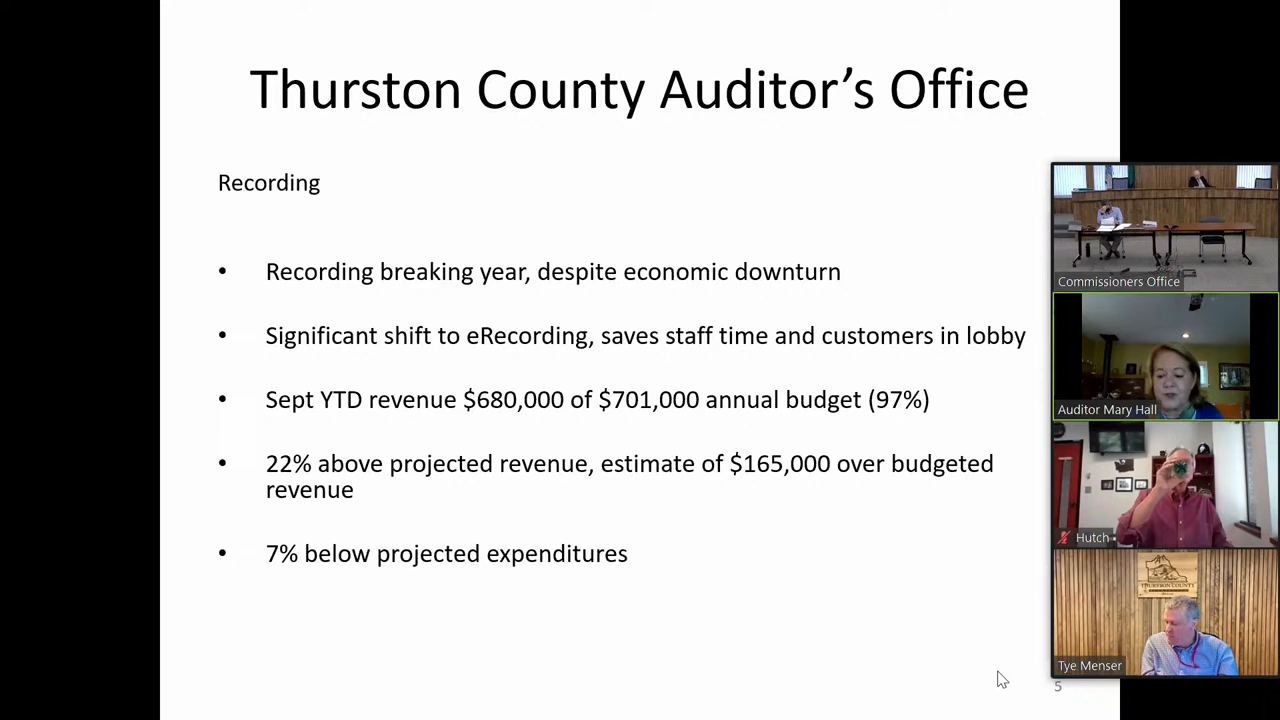 Thurston County Auditor's Office
Recording
• Recording breaking year, despite economic downturn
• Significant shift to eRecording, saves staff time and customers in lobby
• Sept YTD revenue $680,000 of $701,000 annual budget (97%)
• 22% above projected revenue, estimate of $165,000 over budgeted
revenue
• 7% below projected expenditures
Commissioners Office
Auditor Mary Hall
Hutch
THURSTON COUNTY
Tye Menser
5